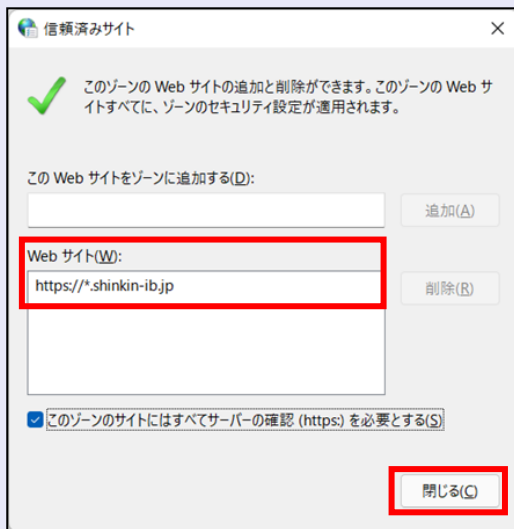 信頼済みサイト
このゾーンの Web サイトの追加と削除ができます。このゾーンの Web サ
イトすべてに、ゾーンのセキュリティ設定が適用されます。
この Web サイトをゾーンに追加する(D):
追加(A)
Web サイト(W):
https://*.shinkin-ib.jp
削除(R)
このゾーンのサイトにはすべてサーバーの確認 (https:) を必要とする(S)
閉じる(C)